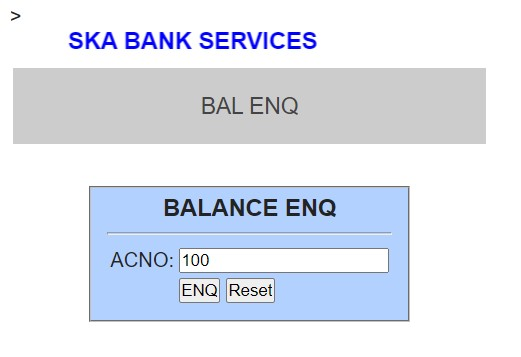 >
SKA BANK SERVICES
BAL ENQ
BALANCE ENQ
ACNO: 100
ENQ Reset